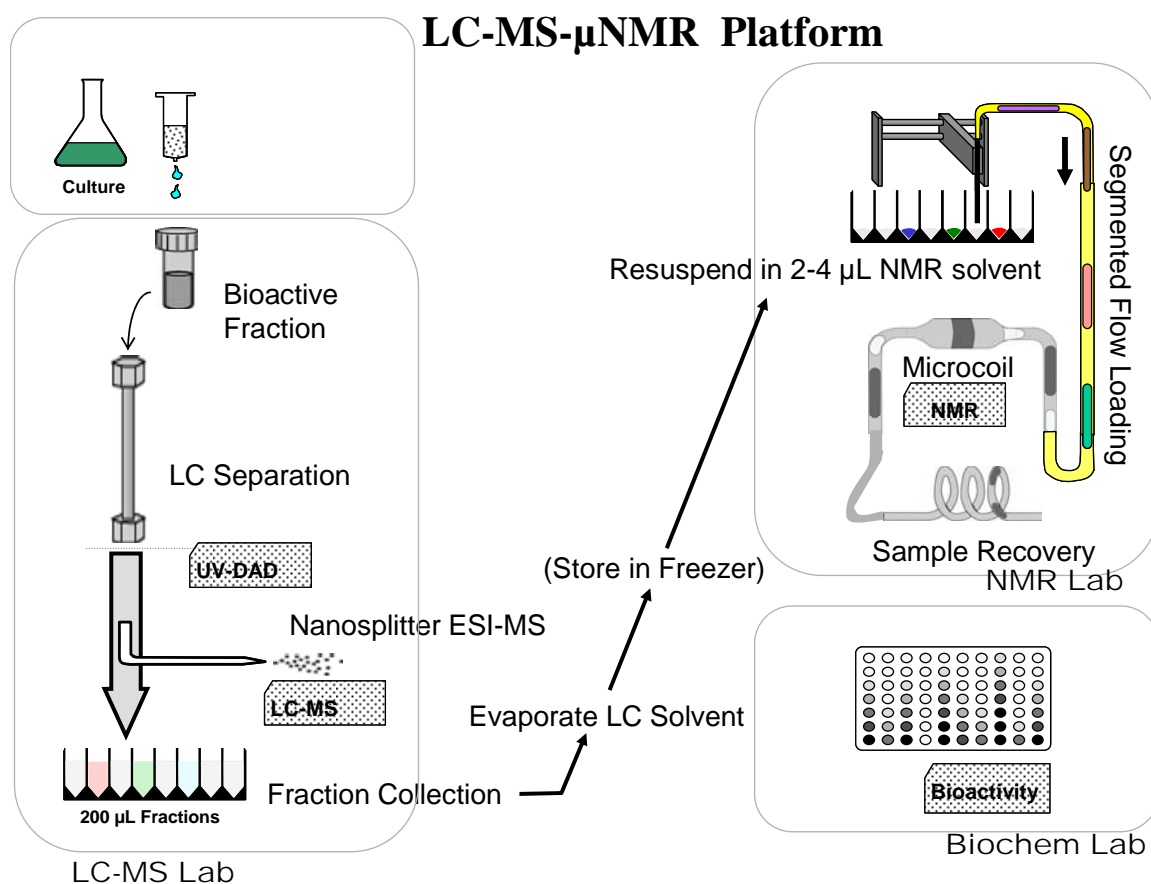 LC-MS-µNMR Platform
Culture
Bioactive
Fraction
LC Separation
UV-DAD
Nanosplitter ESI-MS
LC-MS
Fraction Collection
200 µL Fractions
LC-MS Lab
Evaporate LC Solvent
(Store in Freezer)
Resuspend in 2-4 µL NMR solvent
Segmented Flow Loading
Microcoil
NMR
Sample Recovery
NMR Lab
Bioactivity
Biochem Lab